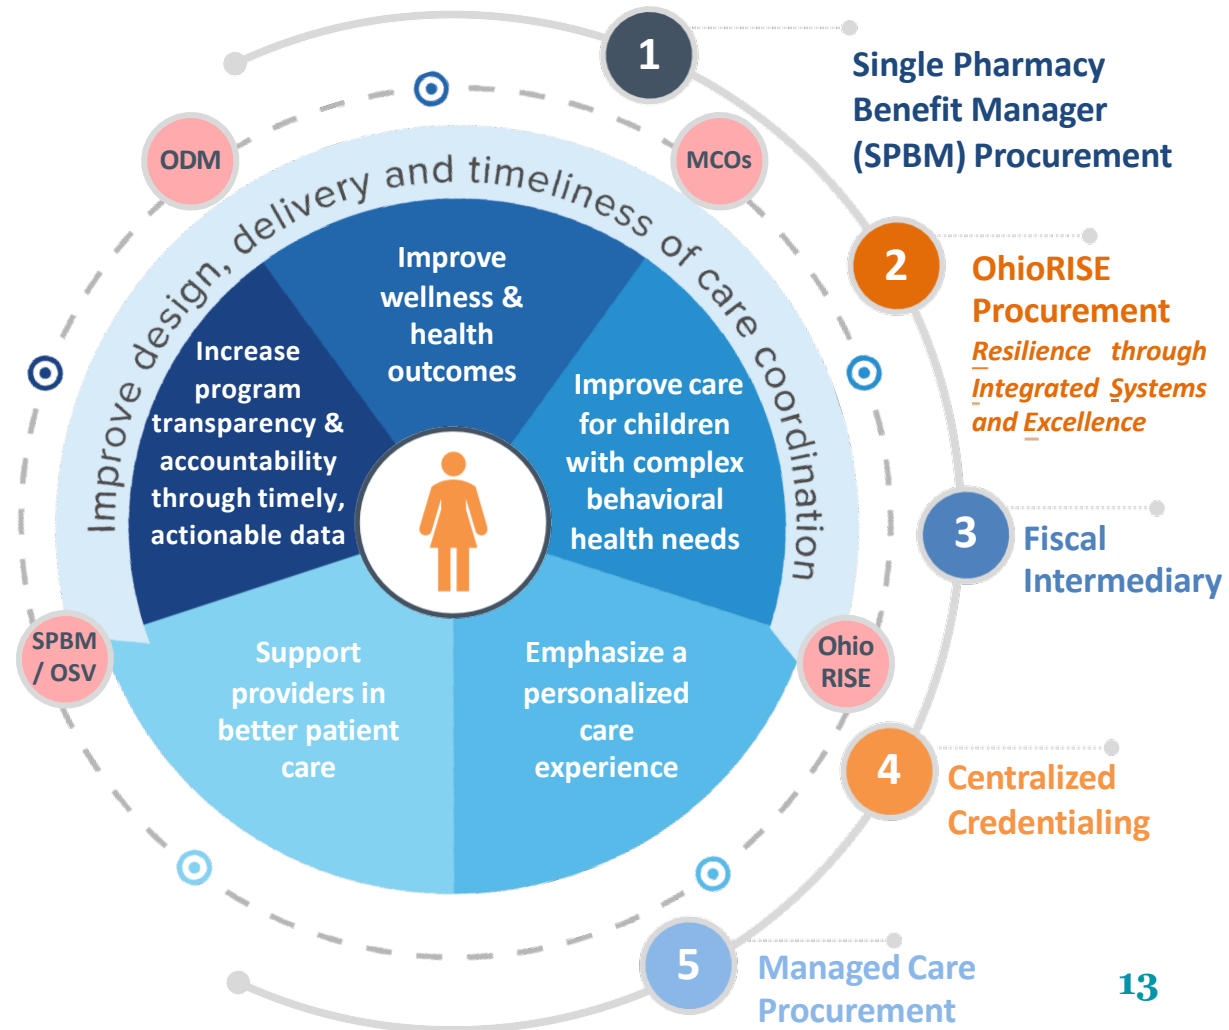 1
Single Pharmacy
Benefit Manager
(SPBM) Procurement
ODM
MCOs
Improve design, delivery and timeliness of care coordination
2
OhioRISE
Procurement
Resilience through
Integrated Systems
and Excellence
Improve
wellness &
health
outcomes
Increase
program
transparency &
accountability
through timely,
actionable data
Improve care
for children
with complex
behavioral
health needs
3
Fiscal
Intermediary
SPBM
/ OSV
Support
providers in
better patient
care
Emphasize a
personalized
care
experience
Ohio
RISE
4
Centralized
Credentialing
5
Managed Care
Procurement
13